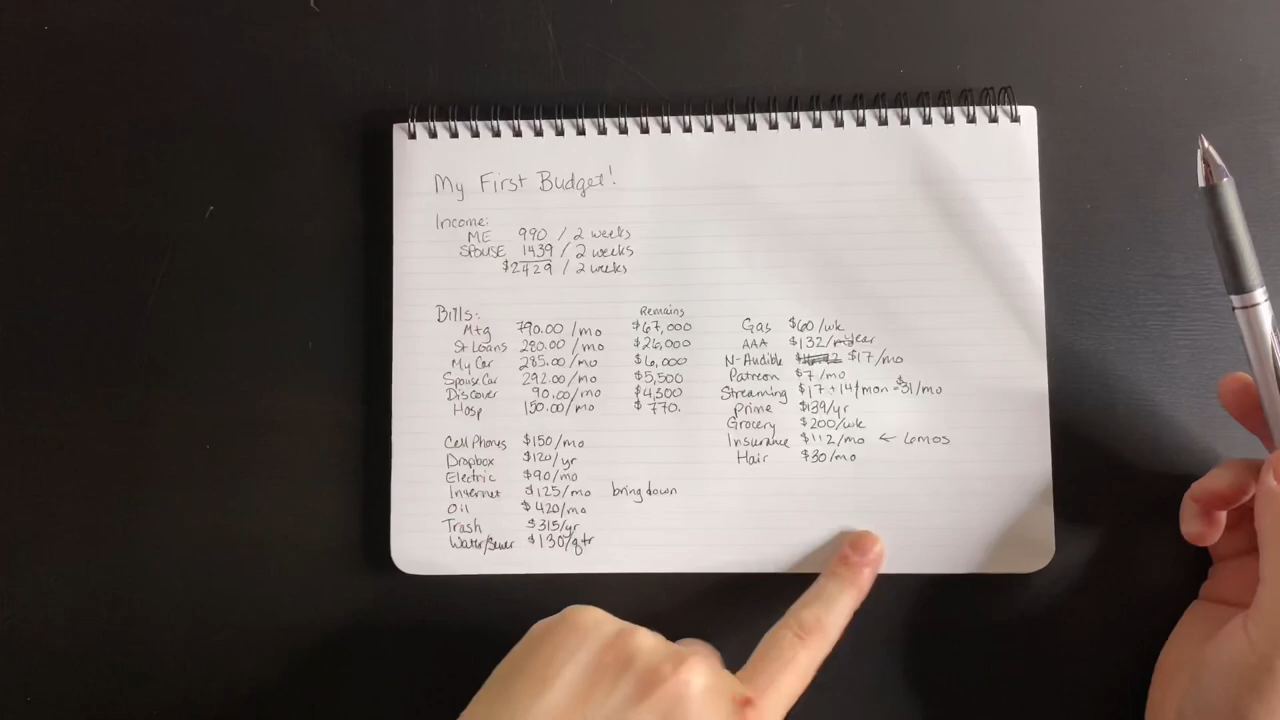 My First Budget!
Income:
ME 990 / 2 weeks
SPOUSE 1439 / 2 weeks
$2429 / 2 weeks
Bills: Remains
Mtg 790.00 /mo $67,000
St Loans 280.00 /mo $26,000
My Car 285.00 /mo $6,000
Spouse Car 292.00 /mo $5,500
Discover 90.00 /mo $4,300
Hosp 150.00 /mo $ 770.
Cell Phones $150/mo
Dropbox $120/yr
Electric $90/mo
Internet $125/mo bring down
Oil $420/mo
Trash $315/yr
Water/Sewer $130/qtr
Gas $60/wk
AAA $132/year
N-Audible $17/mo
Patreon $7/mo
Streaming $17 + 14/mon = $31/mo
Prime $139/yr
Grocery $200/wk
Insurance $112/mo ← 6mos
Hair $30/mo